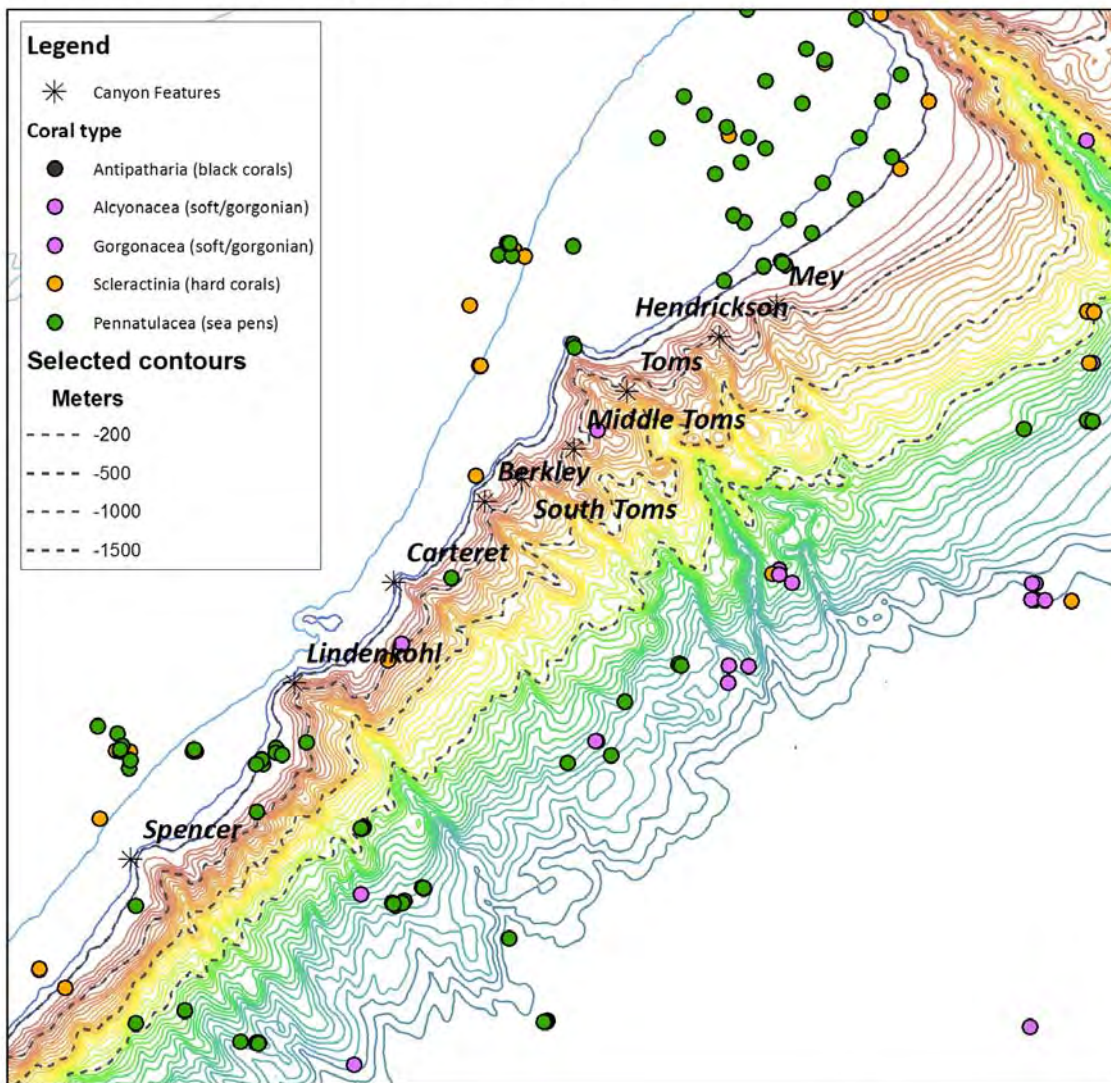 Legend
Canyon Features
Coral type
Antipatharia (black corals)
Alcyonacea (soft/gorgonian)
Gorgonacea (soft/gorgonian)
Scleractinia (hard corals)
Pennatulacea (sea pens)
Selected contours
Meters
-200
-500
-1000
-1500
Mey
Hendrickson
Toms
Middle Toms
Berkley
South Toms
Carteret
Lindenkohl
Spencer